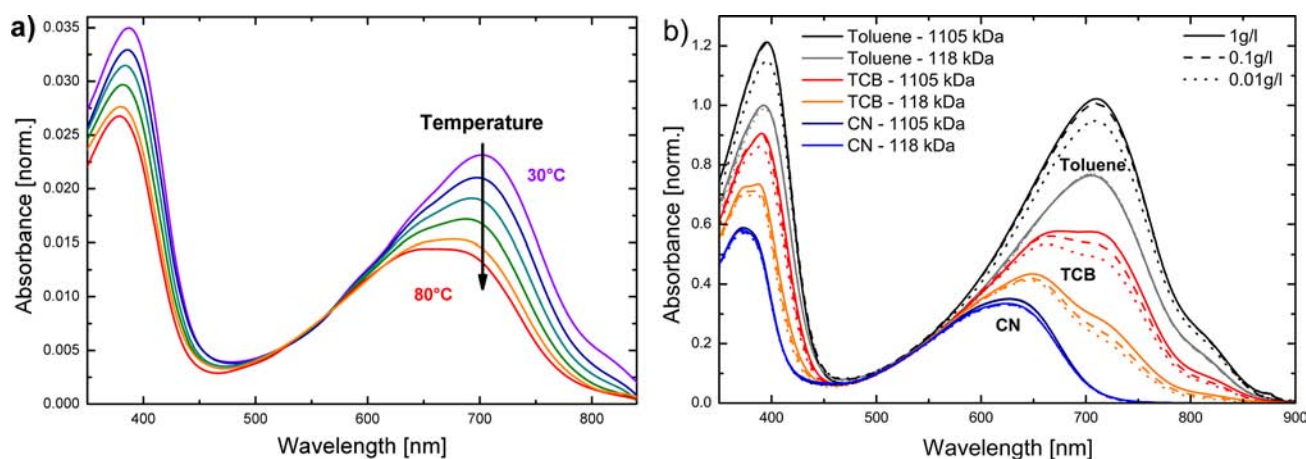 a)
Absorbance [norm.]
0.035
0.030
0.025
0.020
0.015
0.010
0.005
0.000
Temperature
30°C
80°C
400 500 600 700 800
Wavelength [nm]
b)
Absorbance [norm.]
1.2
1.0
0.8
0.6
0.4
0.2
0.0
Toluene - 1105 kDa
Toluene - 118 kDa
TCB - 1105 kDa
TCB - 118 kDa
CN - 1105 kDa
CN - 118 kDa
1g/l
0.1g/l
0.01g/l
Toluene
TCB
CN
400 500 600 700 800 900
Wavelength [nm]